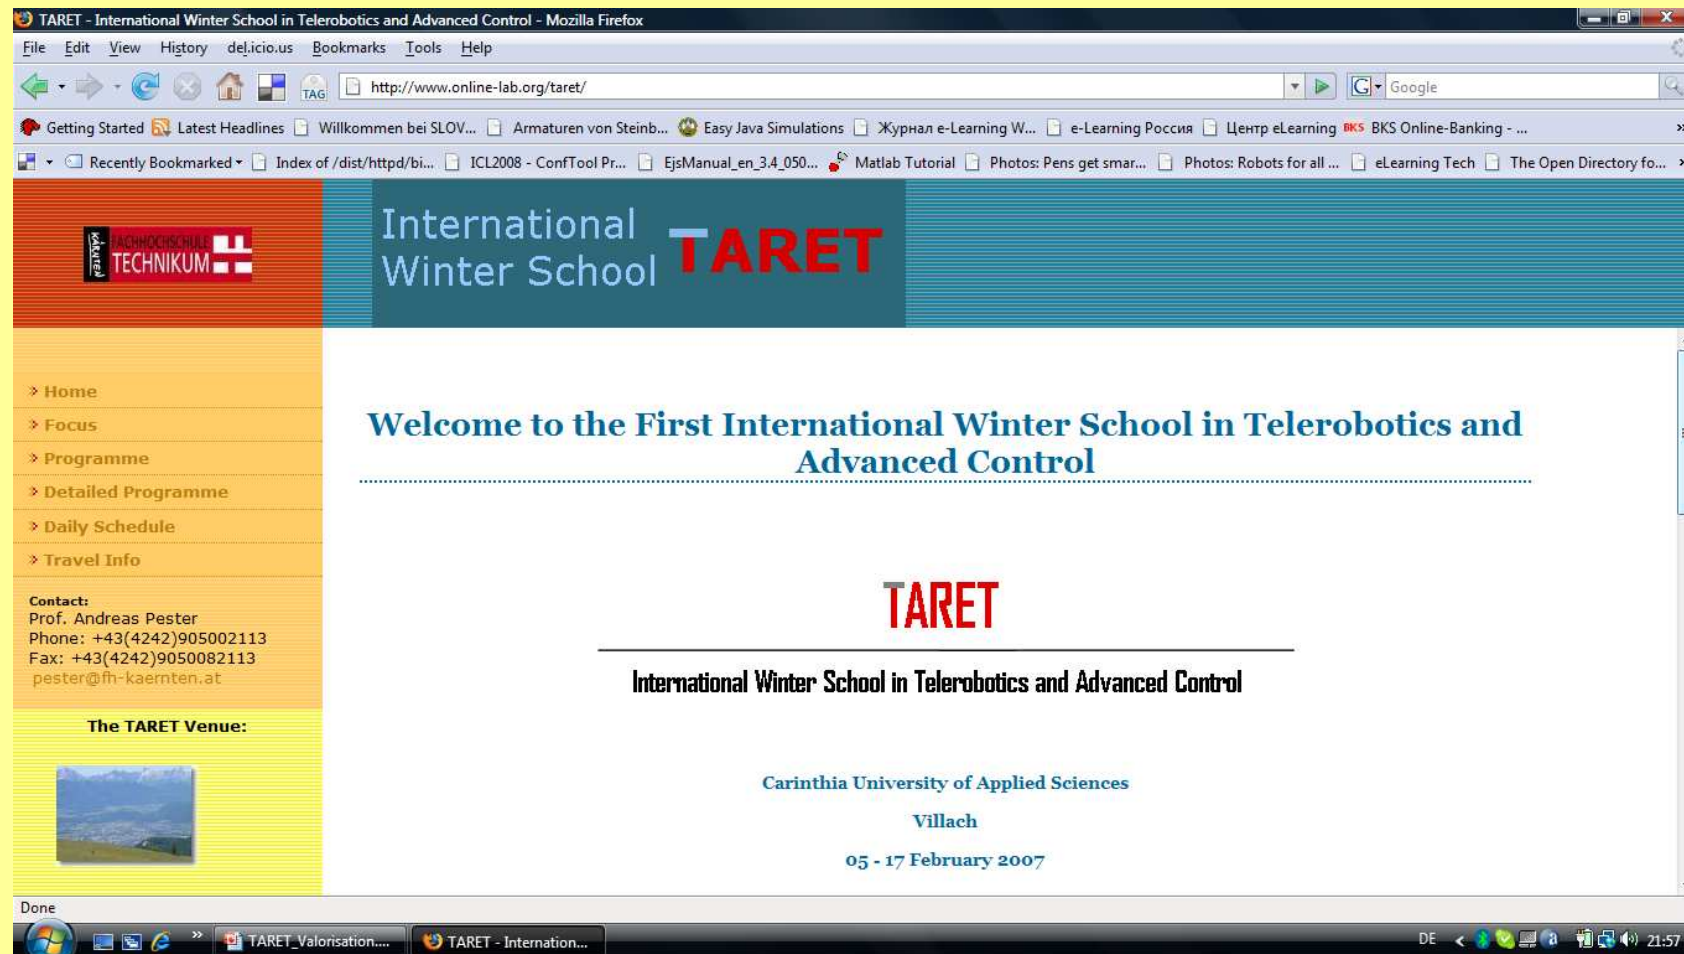 TARET - International Winter School in Telerobotics and Advanced Control - Mozilla Firefox
File Edit View History del.icio.us Bookmarks Tools Help
TAG http://www.online-lab.org/taret/ G Google
Getting Started Latest Headlines Willkommen bei SLOV... Armaturen von Steinb... Easy Java Simulations Журнал e-Learning W... e-Learning Россия Центр eLearning BKS BKS Online-Banking - ... »
Recently Bookmarked Index of /dist/httpd/bi... ICL2008 - ConfTool Pr... EjsManual_en_3.4_050... Matlab Tutorial Photos: Pens get smar... Photos: Robots for all ... eLearning Tech The Open Directory fo... »
KÄRNTEN
FACHHOCHSCHULE
TECHNIKUM
International
Winter School
TARET
Home
Focus
Programme
Detailed Programme
Daily Schedule
Travel Info
Contact:
Prof. Andreas Pester
Phone: +43(4242)905002113
Fax: +43(4242)9050082113
pester@fh-kaernten.at
The TARET Venue:
Welcome to the First International Winter School in Telerobotics and
Advanced Control
TARET
International Winter School in Telerobotics and Advanced Control
Carinthia University of Applied Sciences
Villach
05 - 17 February 2007
Done
» TARET_Valorisation.... TARET - Internation... DE < 21:57